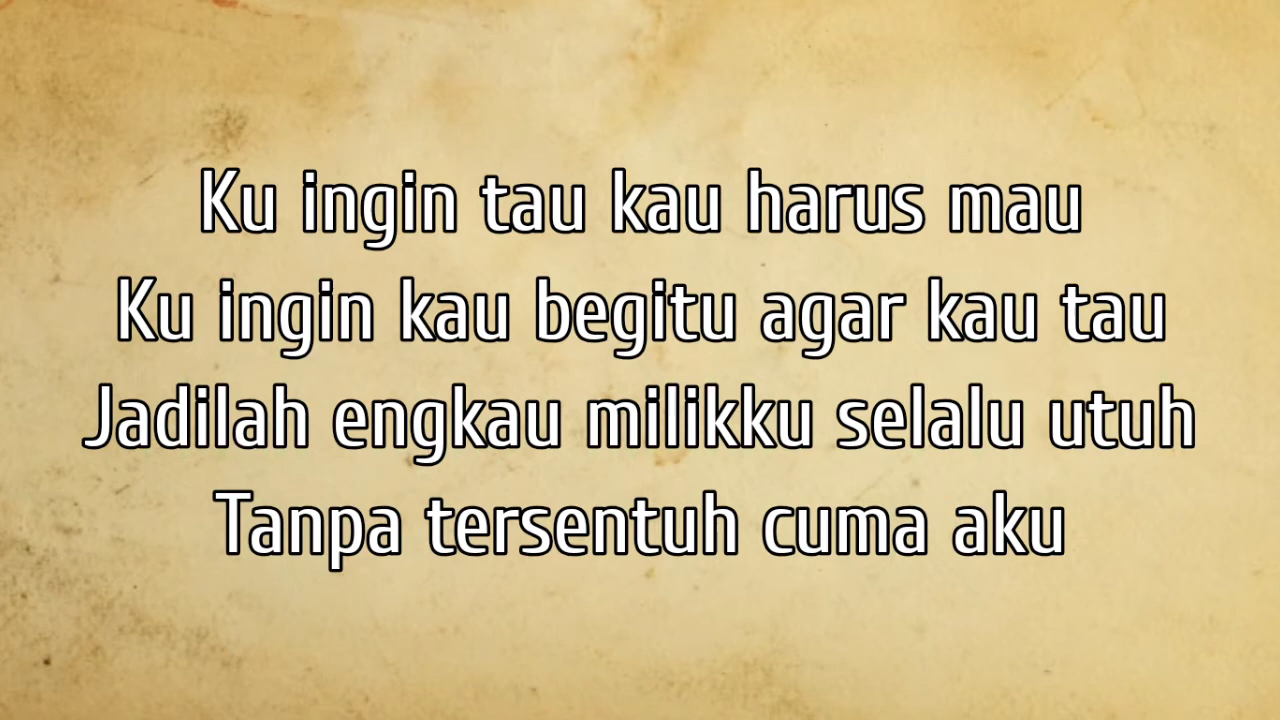 Ku ingin tau kau harus mau
Ku ingin kau begitu agar kau tau
Jadilah engkau milikku selalu utuh
Tanpa tersentuh cuma aku